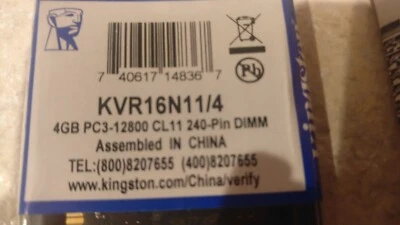 7 40617 14836 7
Pb
KVR16N11/4
4GB PC3-12800 CL11 240-Pin DIMM
Assembled IN CHINA
TEL:(800)8207655 (400)8207655
www.kingston.com/China/verify